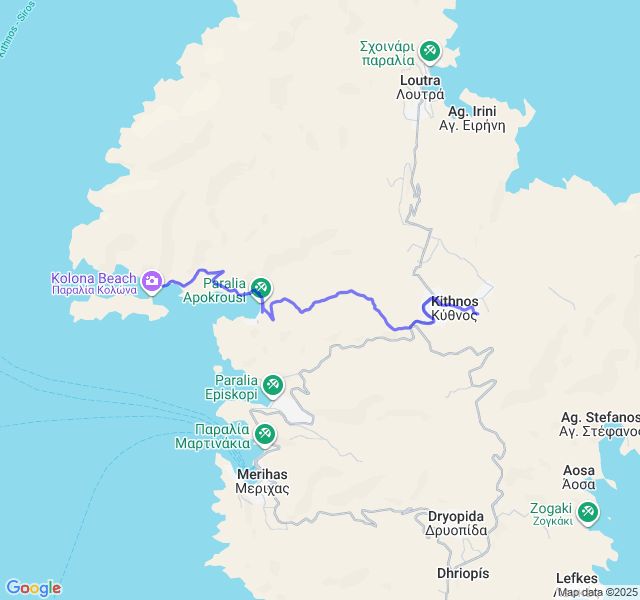 Kithnos - Siros
Σχοινάρι
παραλία
Loutra
Λουτρά
Ag. Irini
Αγ. Ειρήνη
Kolona Beach
Παραλία Κολώνα
Paralia
Apokrousi
Kithnos
Κύθνος
Paralia
Episkopi
Παραλία
Μαρτινάκια
Ag. Stefanos
Αγ. Στέφανος
Merihas
Μεριχας
Aosa
Αοσα
Zogaki
Ζογκάκι
Dryopida
Δρυοπίδα
Dhriopís
Lefkes
Google
Map data ©2025